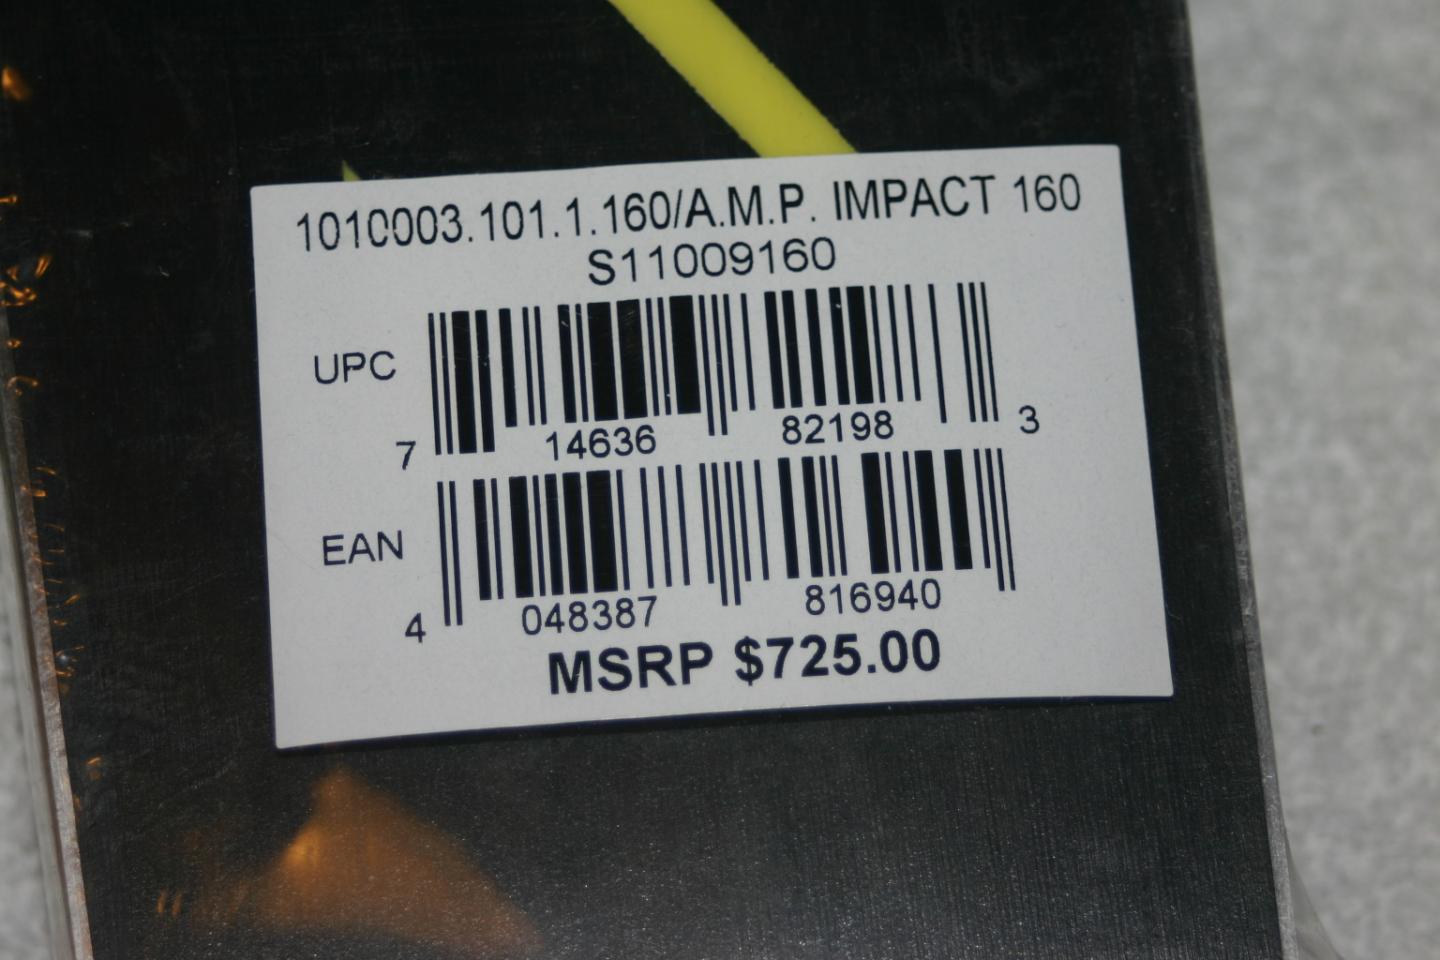 1010003.101.1.160/A.M.P. IMPACT 160
S11009160
UPC
7 14636 82198 3
EAN
4 048387 816940
MSRP $725.00